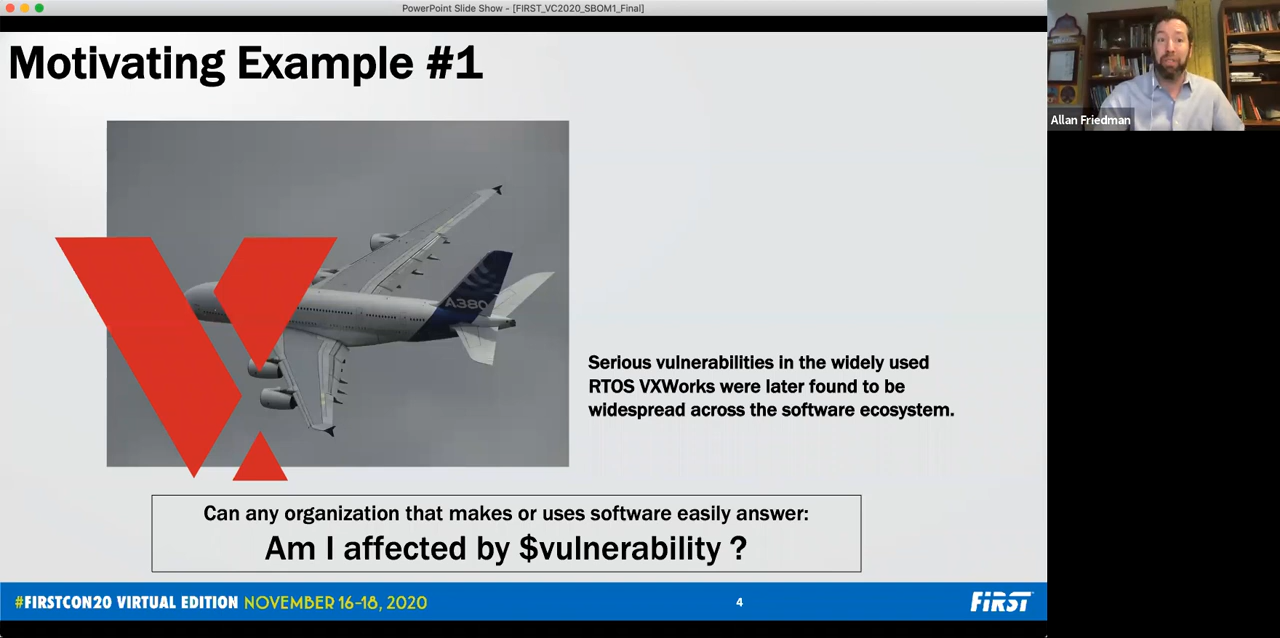 PowerPoint Slide Show - [FIRST_VC2020_SBOM1_Final]
Motivating Example #1
A380
Serious vulnerabilities in the widely used
RTOS VXWorks were later found to be
widespread across the software ecosystem.
Can any organization that makes or uses software easily answer:
Am I affected by $vulnerability ?
#FIRSTCON20 VIRTUAL EDITION NOVEMBER 16-18, 2020
4
FIRST
Allan Friedman